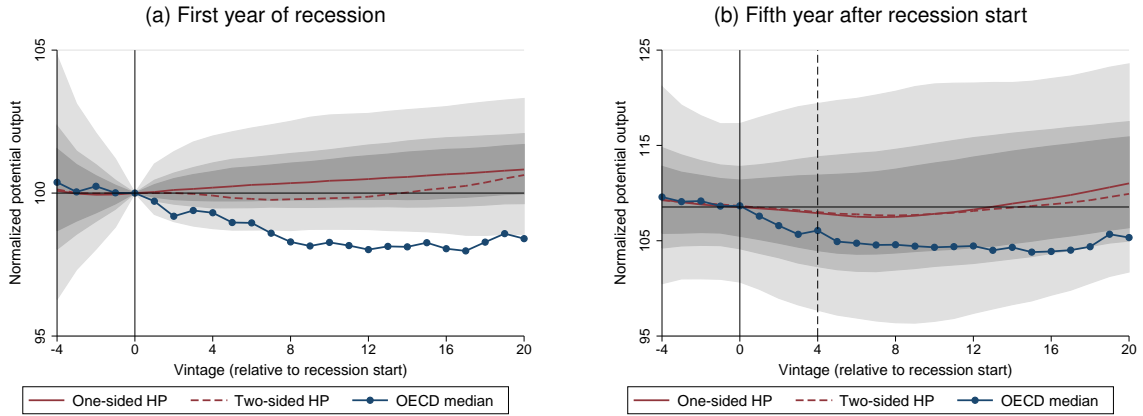 (a) First year of recession
105
100
95
Normalized potential output
-4 0 4 8 12 16 20
Vintage (relative to recession start)
One-sided HP Two-sided HP OECD median
(b) Fifth year after recession start
125
115
105
95
Normalized potential output
-4 0 4 8 12 16 20
Vintage (relative to recession start)
One-sided HP Two-sided HP OECD median